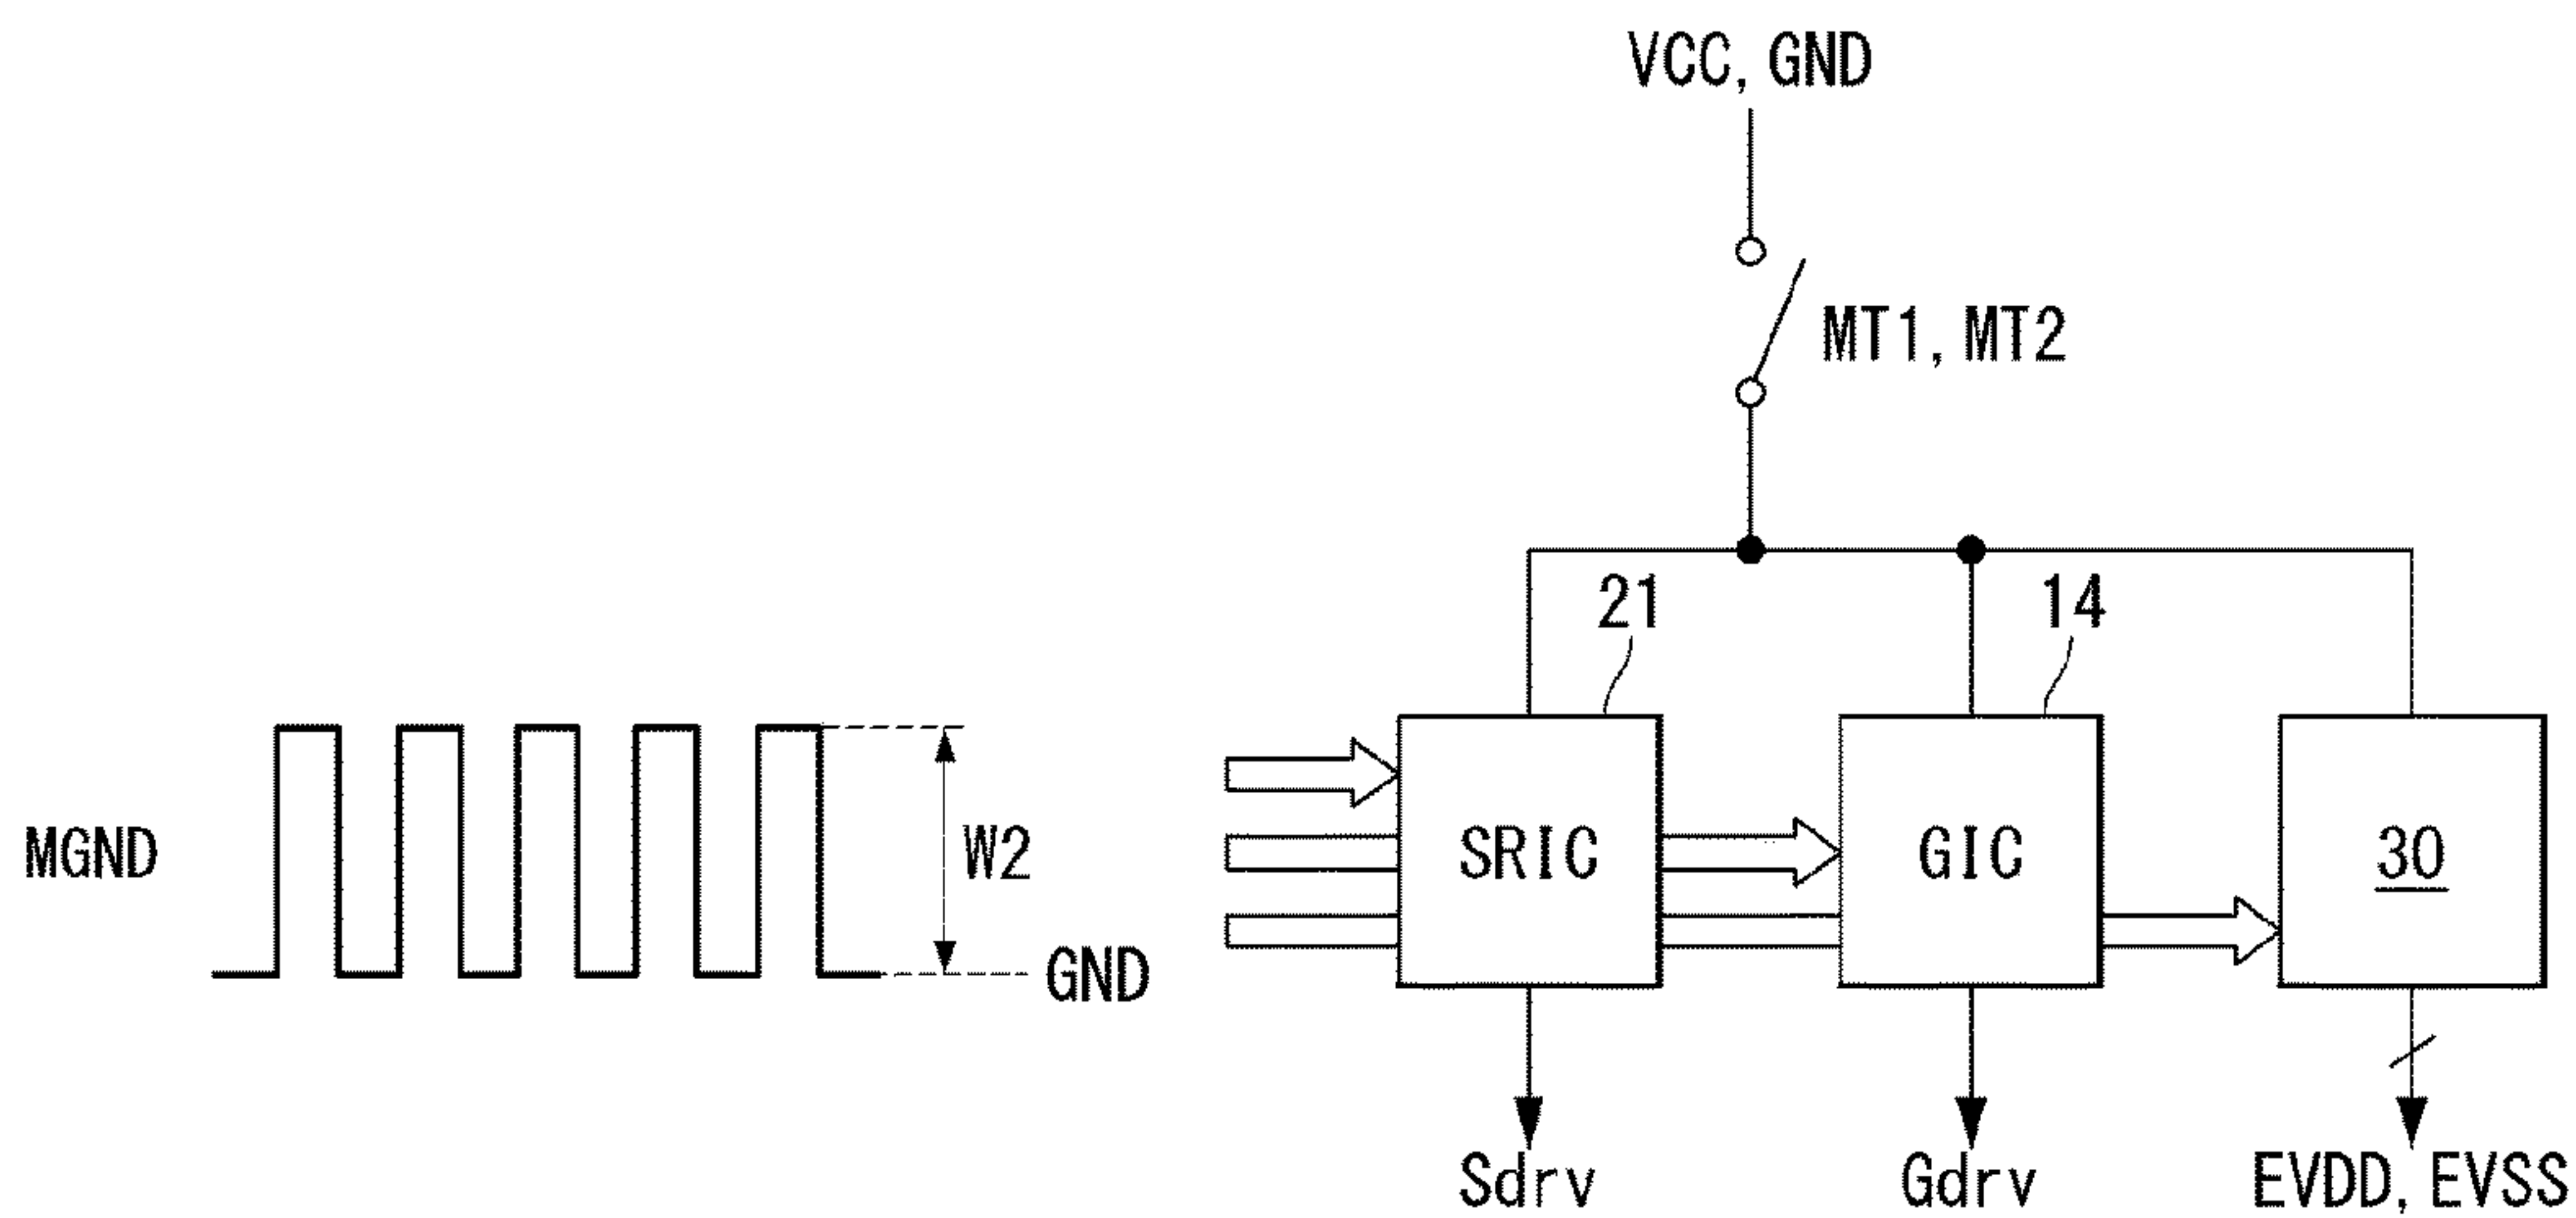 VCC, GND
MT1, MT2
21
14
MGND
W2
GND
SRIC
GIC
30
Sdrv
Gdrv
EVDD, EVSS